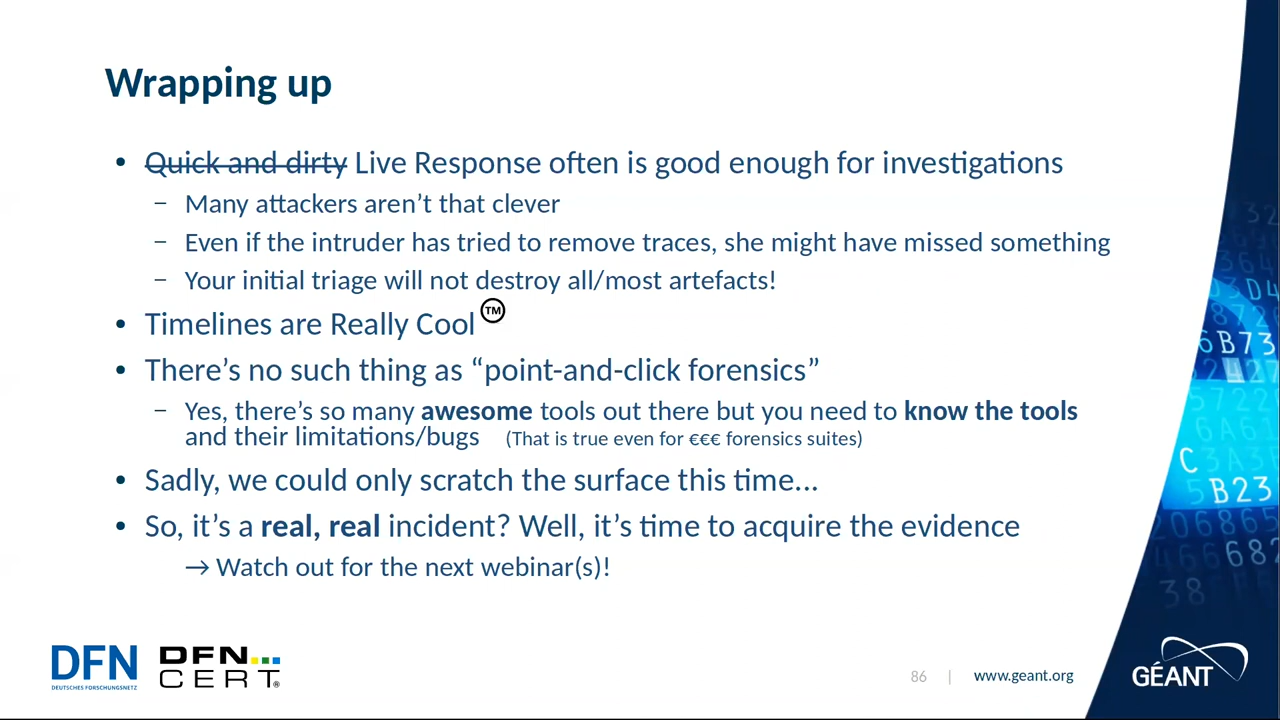 Wrapping up
• Quick and dirty Live Response often is good enough for investigations
– Many attackers aren’t that clever
– Even if the intruder has tried to remove traces, she might have missed something
– Your initial triage will not destroy all/most artefacts!
• Timelines are Really Cool™
• There’s no such thing as “point-and-click forensics”
– Yes, there’s so many awesome tools out there but you need to know the tools
and their limitations/bugs (That is true even for €€€ forensics suites)
• Sadly, we could only scratch the surface this time...
• So, it’s a real, real incident? Well, it’s time to acquire the evidence
→ Watch out for the next webinar(s)!
DFN
DEUTSCHES FORSCHUNGSNETZ
DFN
CERT®
86 | www.geant.org
GÉANT